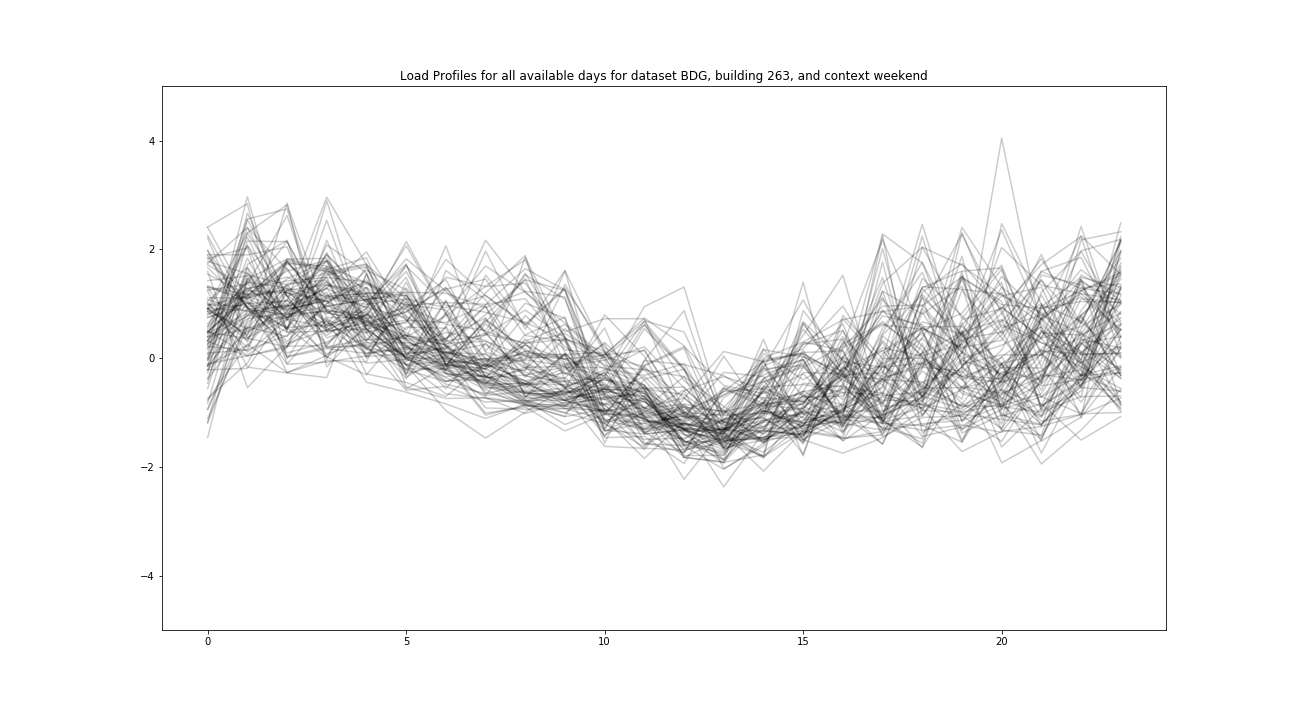 Load Profiles for all available days for dataset BDG, building 263, and context weekend
4
2
0
−2
−4
0 5 10 15 20